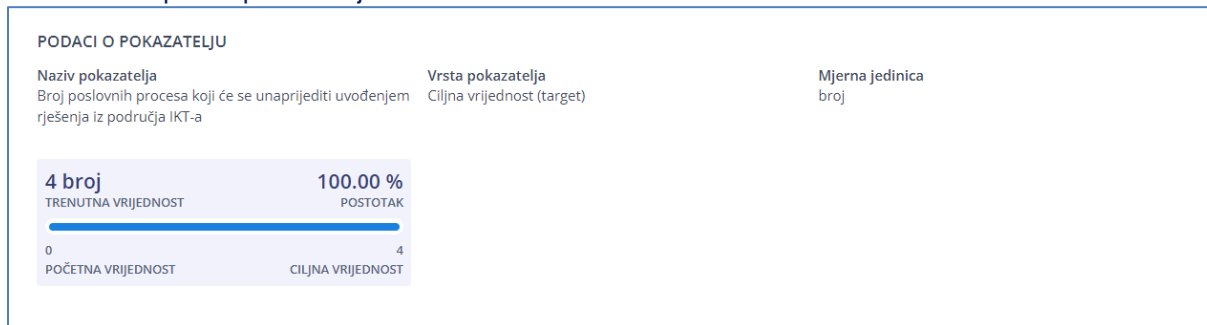 PODACI O POKAZATELJU
Naziv pokazatelja
Broj poslovnih procesa koji će se unaprijediti uvođenjem
rješenja iz područja IKT-a
Vrsta pokazatelja
Ciljna vrijednost (target)
Mjerna jedinica
broj
4 broj
TRENUTNA VRIJEDNOST
100.00 %
POSTOTAK
0
POČETNA VRIJEDNOST
4
CILJNA VRIJEDNOST